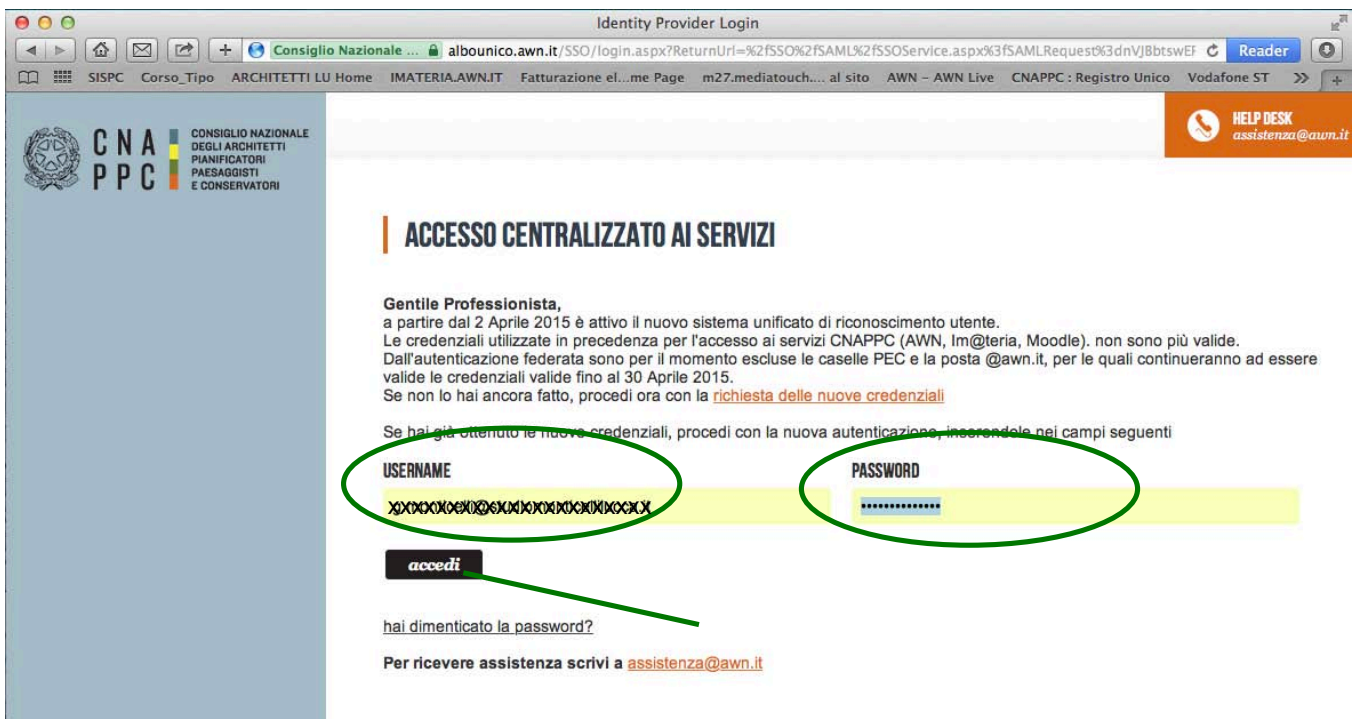 Identity Provider Login
Consiglio Nazionale ... albounico.awn.it/SSO/login.aspx?ReturnUrl=%2fSSO%2fSAML%2fSSOService.aspx%3fSAMLRequest%3dnVJBbtswEF Reader
SISPC Corso_Tipo ARCHITETTI LU Home IMATERIA.AWN.IT Fatturazione el...me Page m27.mediatouch.... al sito AWN – AWN Live CNAPPC : Registro Unico Vodafone ST >>
CNA
PPC
CONSIGLIO NAZIONALE
DEGLI ARCHITETTI
PIANIFICATORI
PAESAGGISTI
E CONSERVATORI
HELP DESK
assistenza@awn.it
ACCESSO CENTRALIZZATO AI SERVIZI
Gentile Professionista,
a partire dal 2 Aprile 2015 è attivo il nuovo sistema unificato di riconoscimento utente.
Le credenziali utilizzate in precedenza per l'accesso ai servizi CNAPPC (AWN, Im@teria, Moodle). non sono più valide.
Dall'autenticazione federata sono per il momento escluse le caselle PEC e la posta @awn.it, per le quali continueranno ad essere
valide le credenziali valide fino al 30 Aprile 2015.
Se non lo hai ancora fatto, procedi ora con la richiesta delle nuove credenziali
Se hai già ottenuto le nuove credenziali, procedi con la nuova autenticazione, inserendole nei campi seguenti
USERNAME
PASSWORD
••••••••••••••
accedi
hai dimenticato la password?
Per ricevere assistenza scrivi a assistenza@awn.it